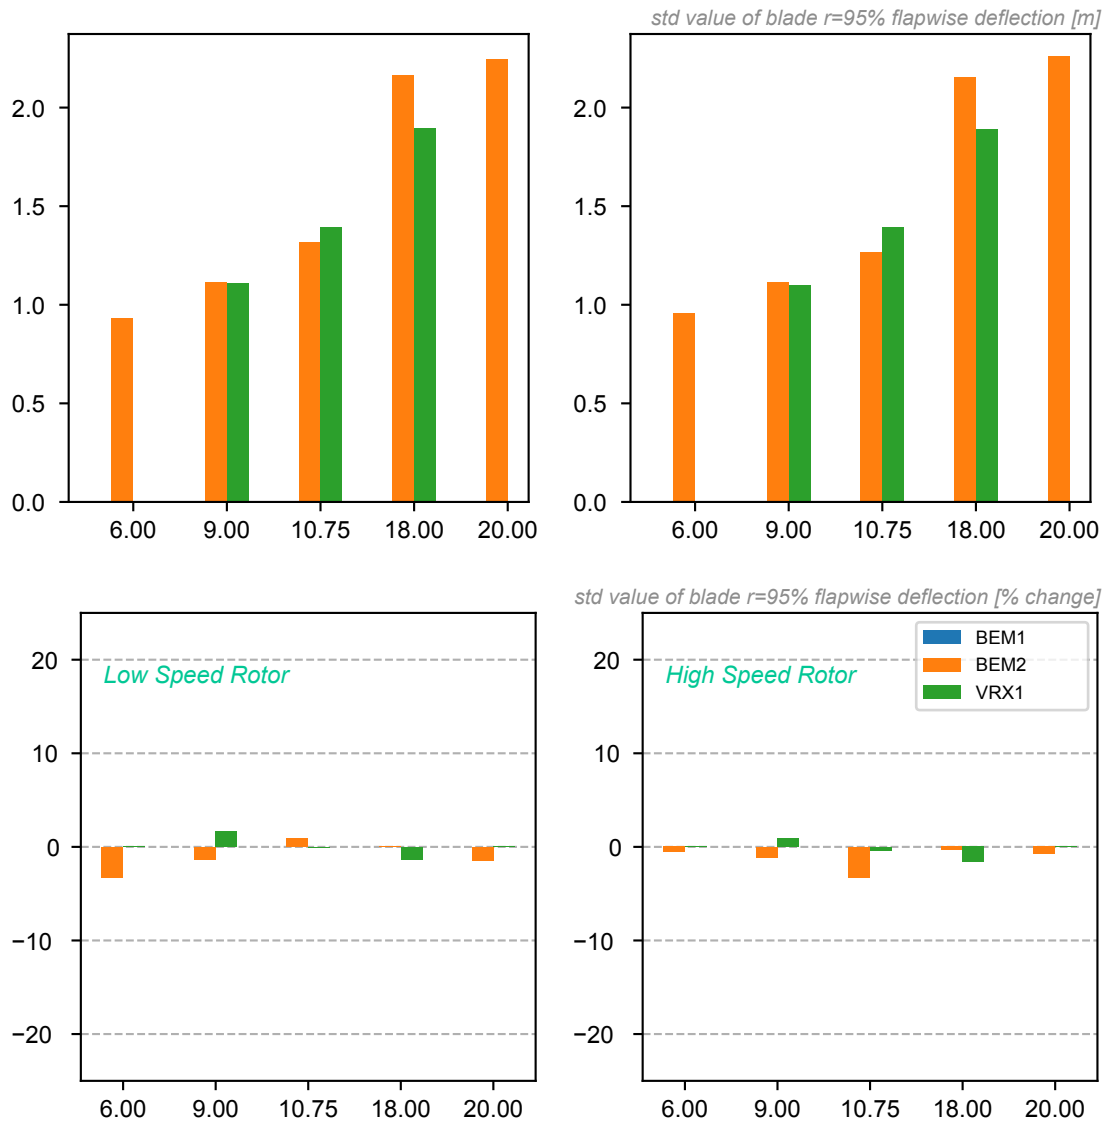 std value of blade r=95% flapwise deflection [m]
2.0
1.5
1.0
0.5
0.0
6.00 9.00 10.75 18.00 20.00
2.0
1.5
1.0
0.5
0.0
6.00 9.00 10.75 18.00 20.00
std value of blade r=95% flapwise deflection [% change]
Low Speed Rotor
20
10
0
−10
−20
6.00 9.00 10.75 18.00 20.00
High Speed Rotor
BEM1
BEM2
VRX1
20
10
0
−10
−20
6.00 9.00 10.75 18.00 20.00